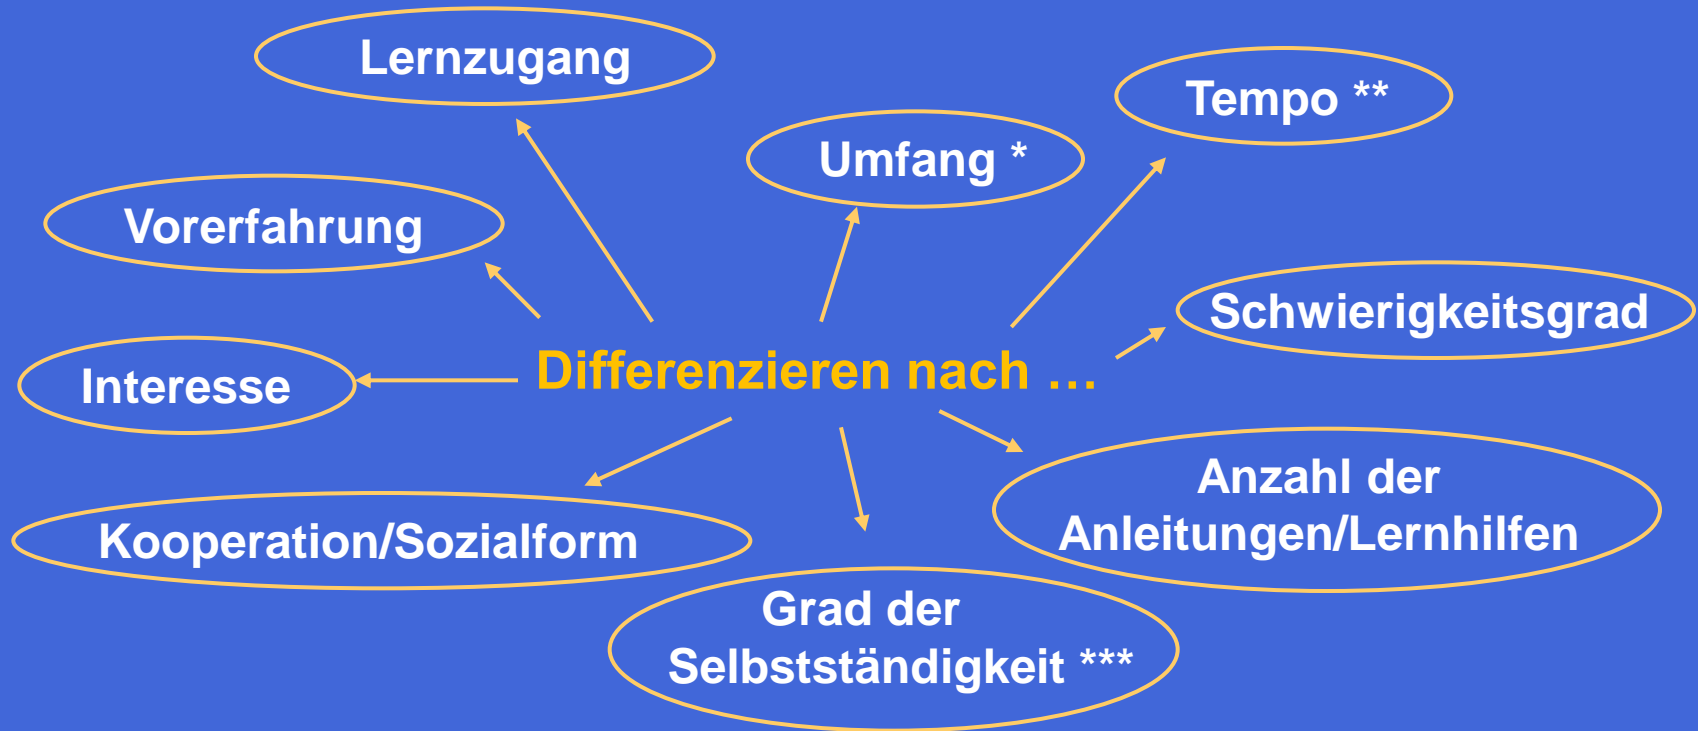 Lernzugang
Tempo **
Umfang *
Vorerfahrung
Schwierigkeitsgrad
Differenzieren nach …
Interesse
Anzahl der
Anleitungen/Lernhilfen
Kooperation/Sozialform
Grad der
Selbstständigkeit ***